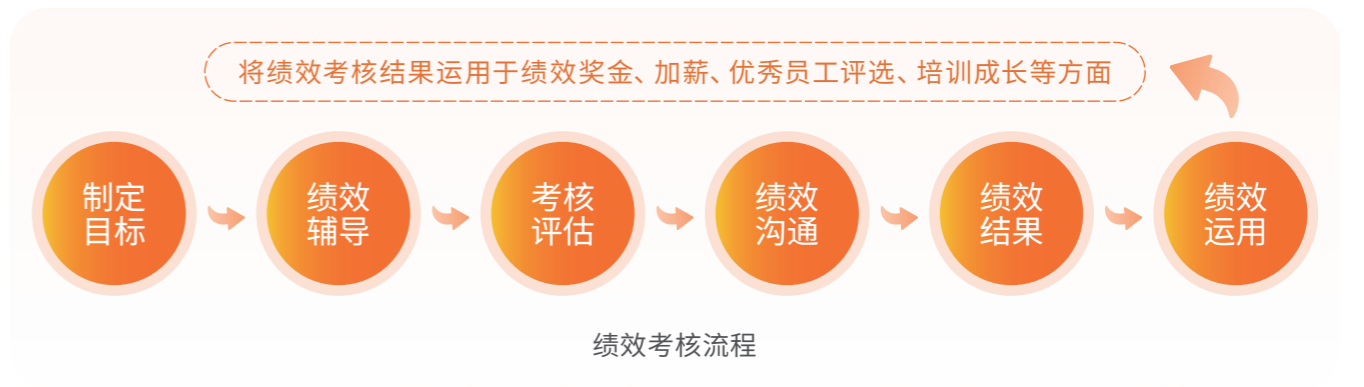 将绩效考核结果运用于绩效奖金、加薪、优秀员工评选、培训成长等方面
制定
目标
绩效
辅导
考核
评估
绩效
沟通
绩效
结果
绩效
运用
绩效考核流程